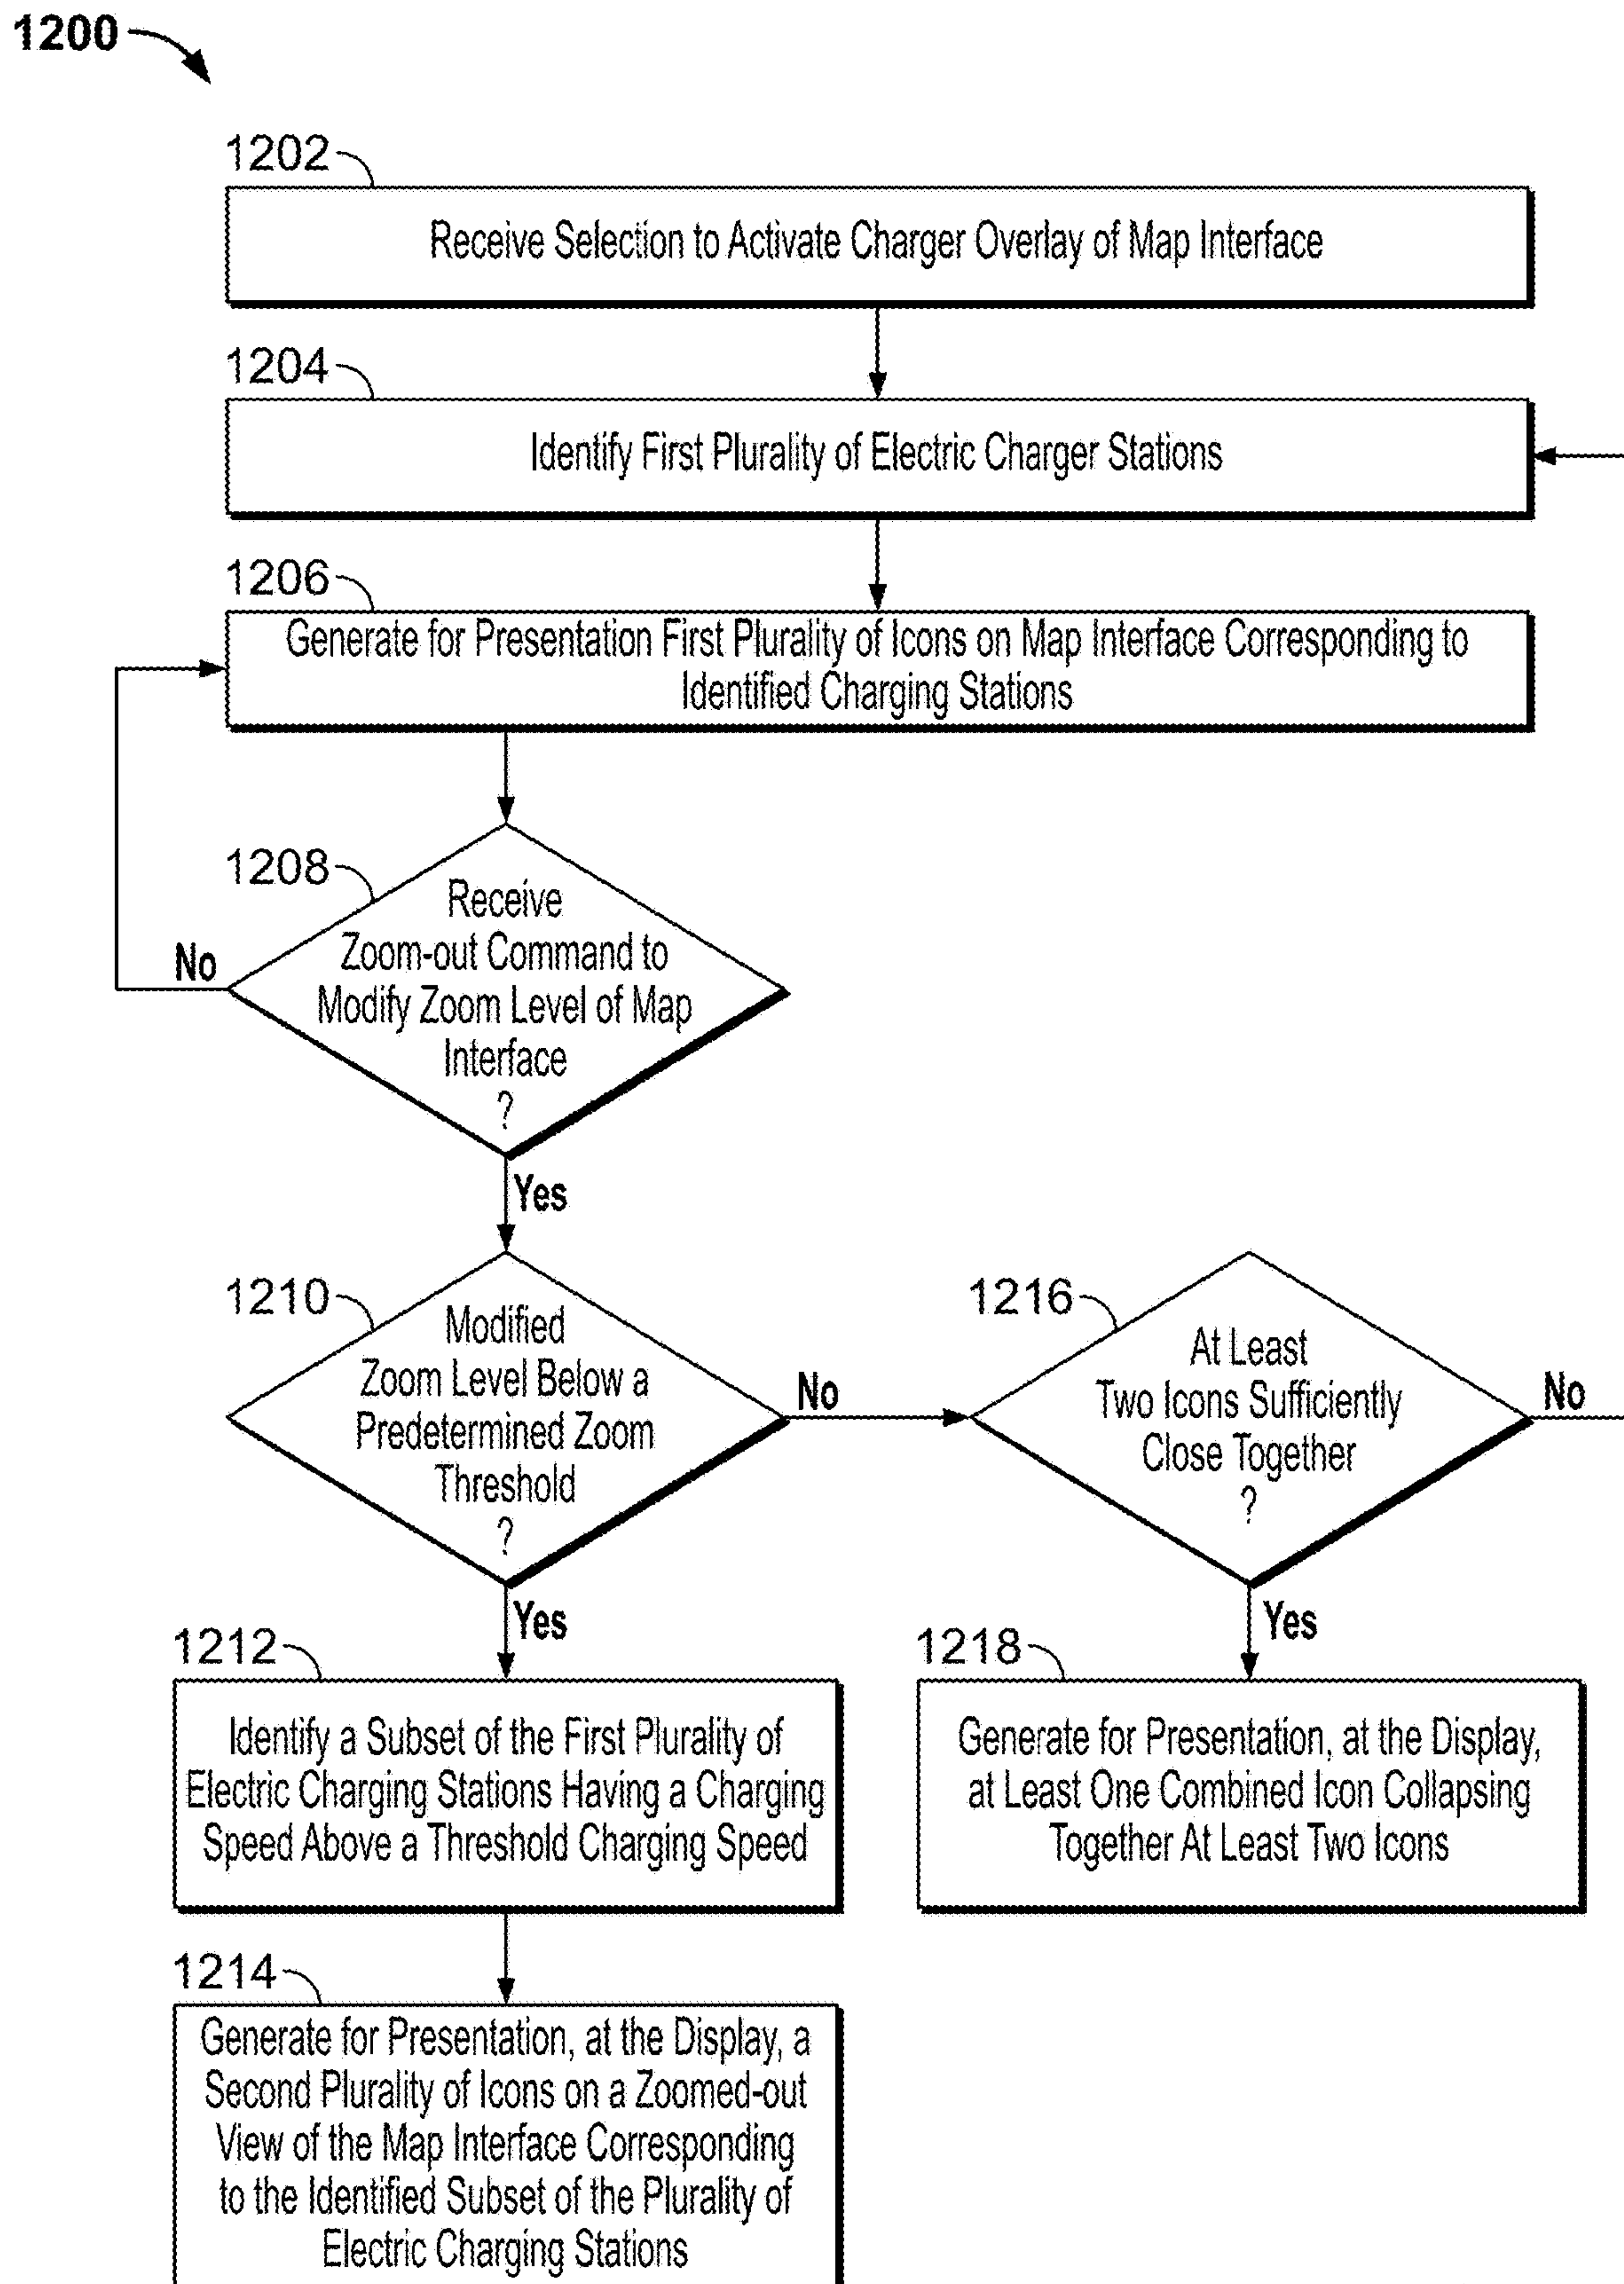 1200
1202
Receive Selection to Activate Charger Overlay of Map Interface
1204
Identify First Plurality of Electric Charger Stations
1206
Generate for Presentation First Plurality of Icons on Map Interface Corresponding to
Identified Charging Stations
1208
Receive
Zoom-out Command to
Modify Zoom Level of Map
Interface
?
No
Yes
1210
Modified
Zoom Level Below a
Predetermined Zoom
Threshold
?
No
Yes
1216
At Least
Two Icons Sufficiently
Close Together
?
No
Yes
1212
Identify a Subset of the First Plurality of
Electric Charging Stations Having a Charging
Speed Above a Threshold Charging Speed
1218
Generate for Presentation, at the Display,
at Least One Combined Icon Collapsing
Together At Least Two Icons
1214
Generate for Presentation, at the Display, a
Second Plurality of Icons on a Zoomed-out
View of the Map Interface Corresponding
to the Identified Subset of the Plurality of
Electric Charging Stations